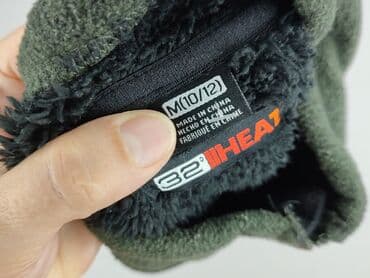 M(10/12)
MADE IN CHINA
HECHO EN CHINA
FABRIQUÉ EN CHINE
32° HEAT